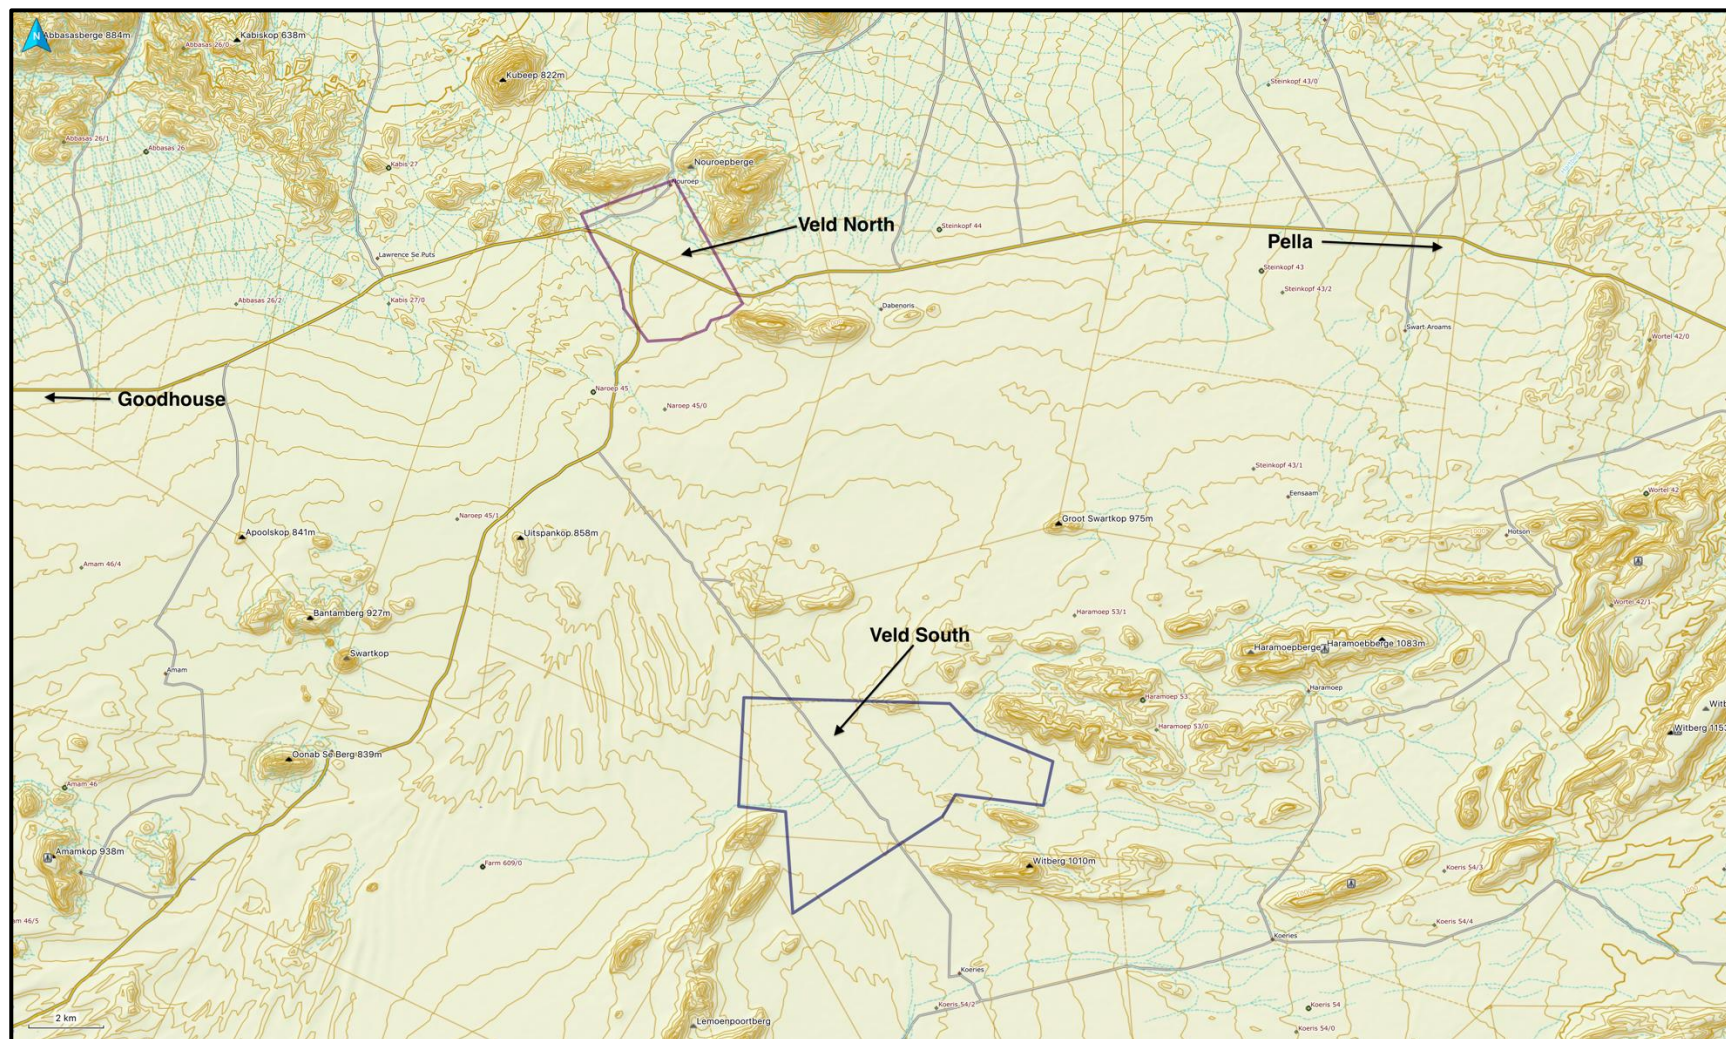 N
Abbasasberge 884m
Kabiskop 638m
Abbasas 26/0
Kubeep 822m
Steinkopf 43/0
Abbasas 26/1
Abbasas 26
Kabis 27
Nouroepberge
Nouroep
Veld North
Steinkopf 44
Pella
Lawrence Se Puts
Steinkopf 43
Steinkopf 43/2
Abbasas 26/2
Kabis 27/0
Dabenoris
Swart Aroams
Wortel 42/0
Goodhouse
Naroep 45
Naroep 45/0
Steinkopf 43/1
Eensaam
Wortel 42
Naroep 45/1
Groot Swartkop 975m
Apoolskop 841m
Uitspankop 858m
Hotson
Amam 46/4
Bantamberg 927m
Haramoep 53/1
Wortel 42/1
Veld South
Swartkop
Haramoepberge
Haramoebberge 1083m
Amam
Haramoep
Haramoep 53
Haramoep 53/0
Witb
Witberg 1153
Oonab Se Berg 839m
Amam 46
Amamkop 938m
Farm 609/0
Witberg 1010m
Koeris 54/3
am 46/5
Koeris 54/4
Koeries
Koeries
Koeris 54/2
Koeris 54
Lemoenpoortberg
Koeris 54/0
2 km